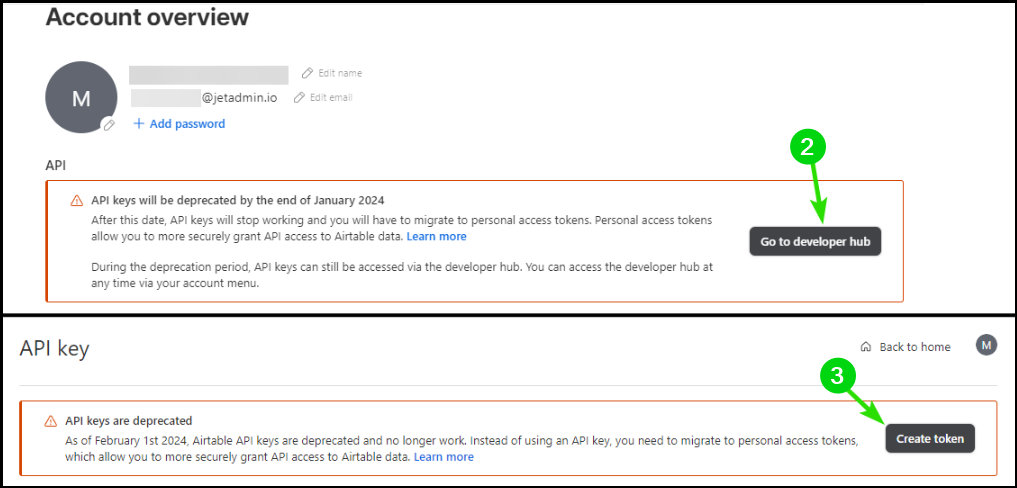 Account overview
M
Edit name
@jetadmin.io Edit email
+ Add password
2
API
API keys will be deprecated by the end of January 2024
After this date, API keys will stop working and you will have to migrate to personal access tokens. Personal access tokens
allow you to more securely grant API access to Airtable data. Learn more
Go to developer hub
During the deprecation period, API keys can still be accessed via the developer hub. You can access the developer hub at
any time via your account menu.
API key
Back to home
M
3
API keys are deprecated
As of February 1st 2024, Airtable API keys are deprecated and no longer work. Instead of using an API key, you need to migrate to personal access tokens,
which allow you to more securely grant API access to Airtable data. Learn more
Create token